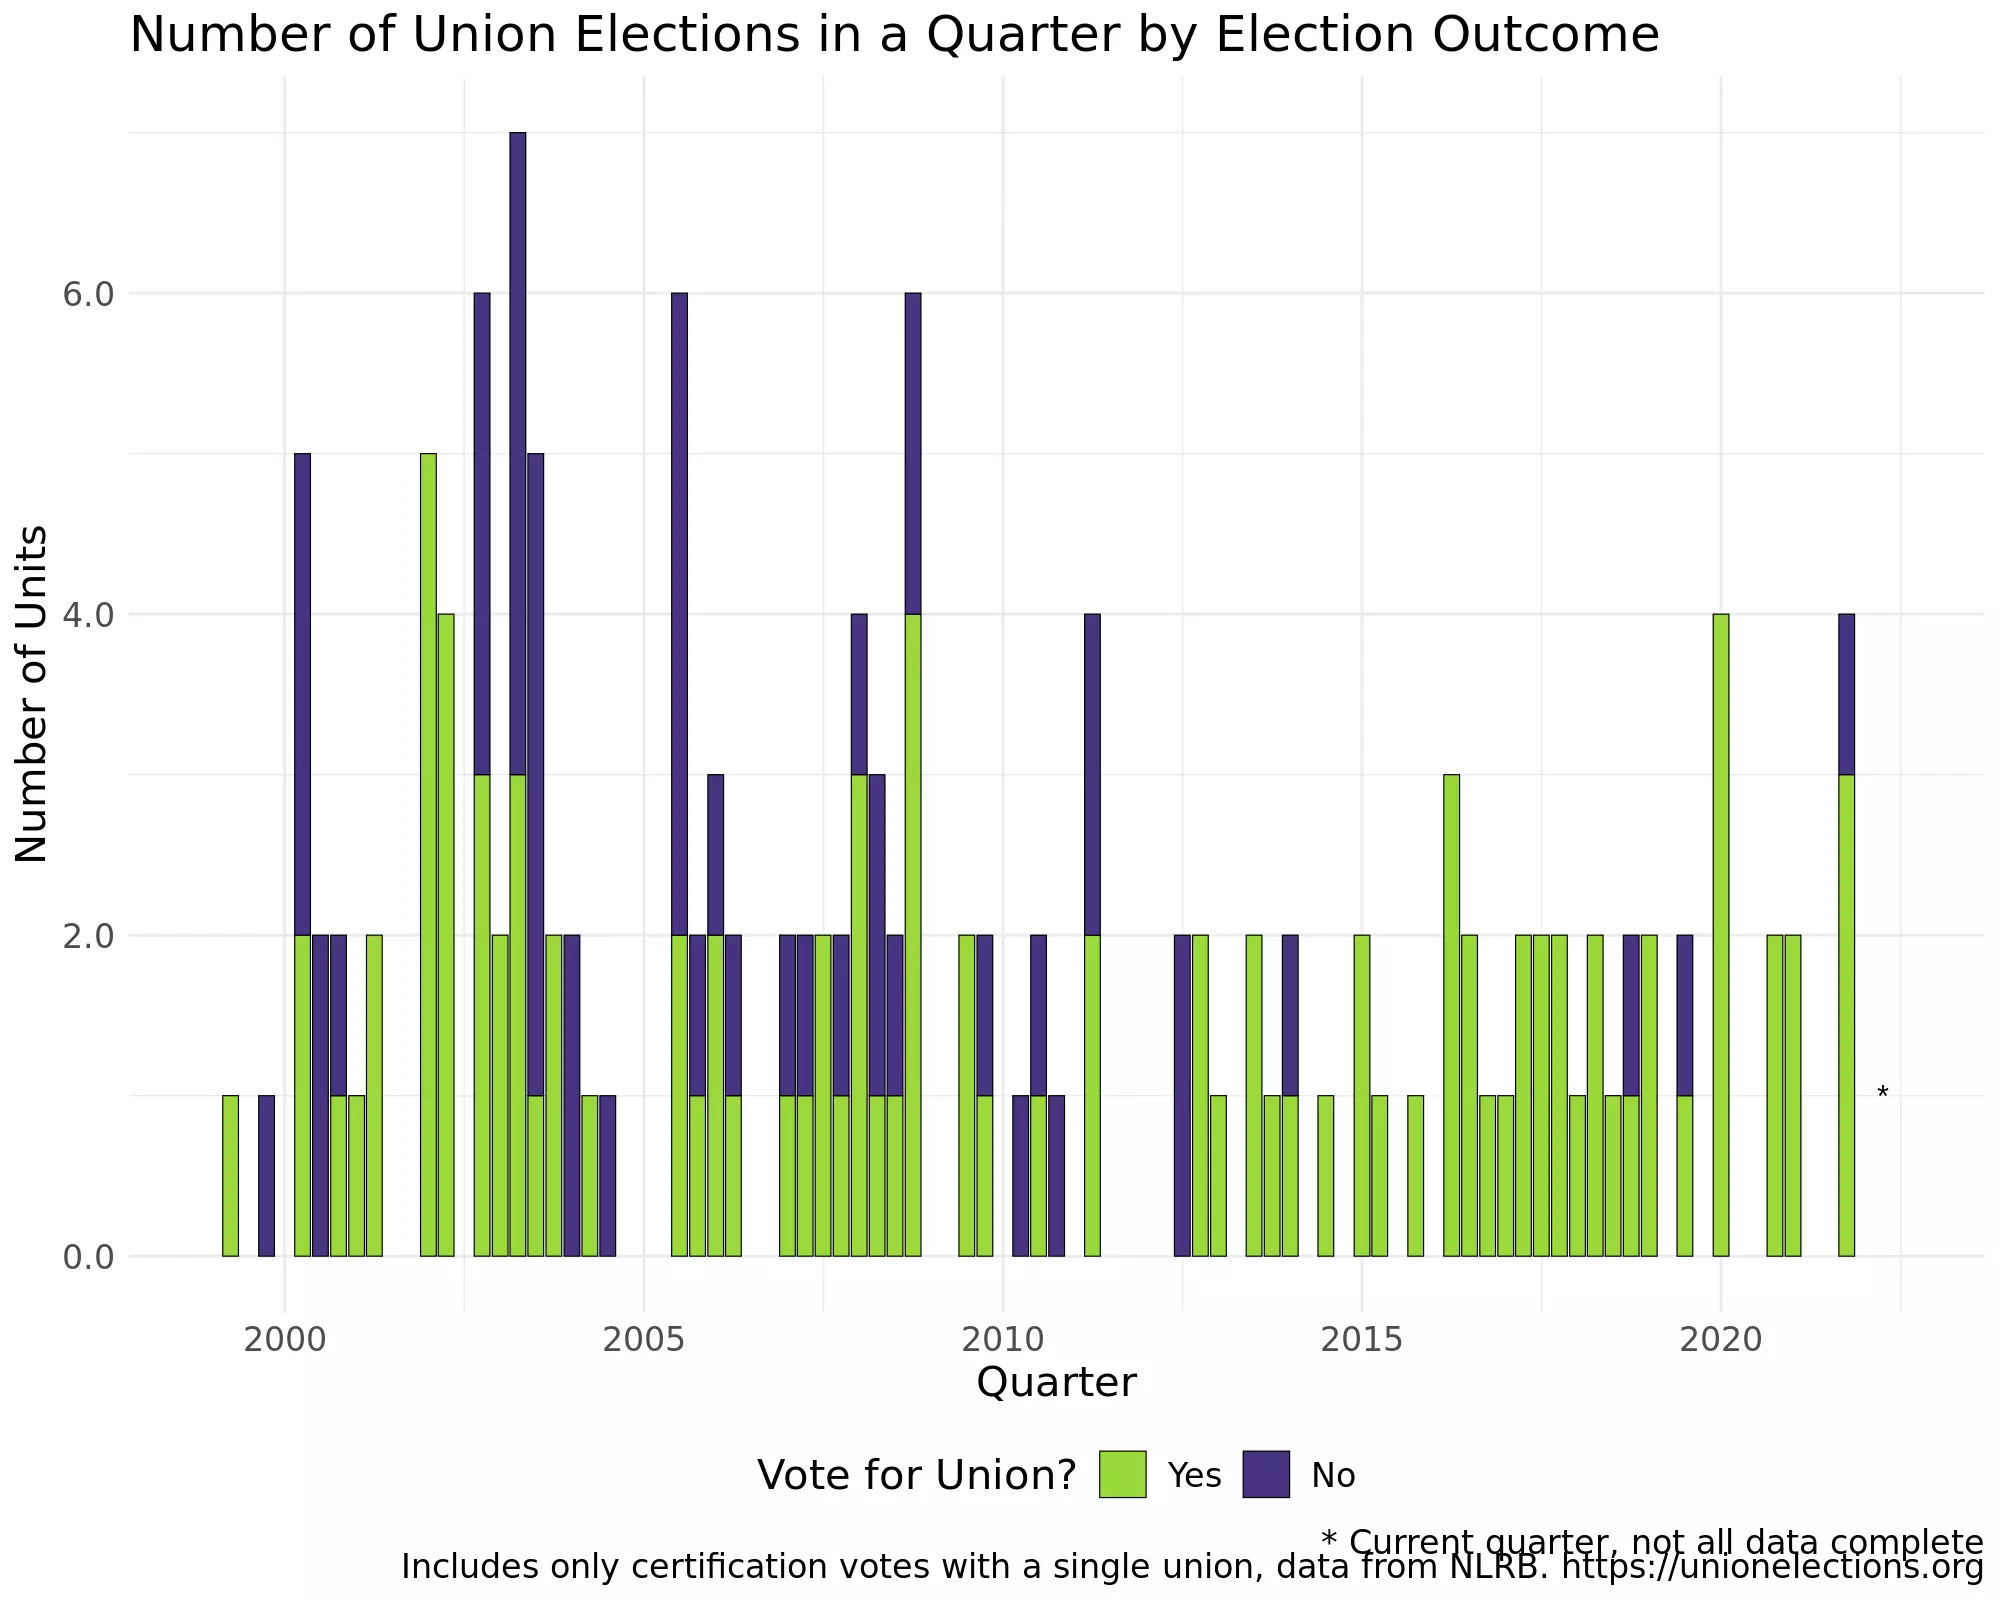 Number of Union Elections in a Quarter by Election Outcome
Number of Units
6.0
4.0
2.0
0.0
*
2000 2005 2010 2015 2020
Quarter
Vote for Union? Yes No
* Current quarter, not all data complete
Includes only certification votes with a single union, data from NLRB. https://unionelections.org